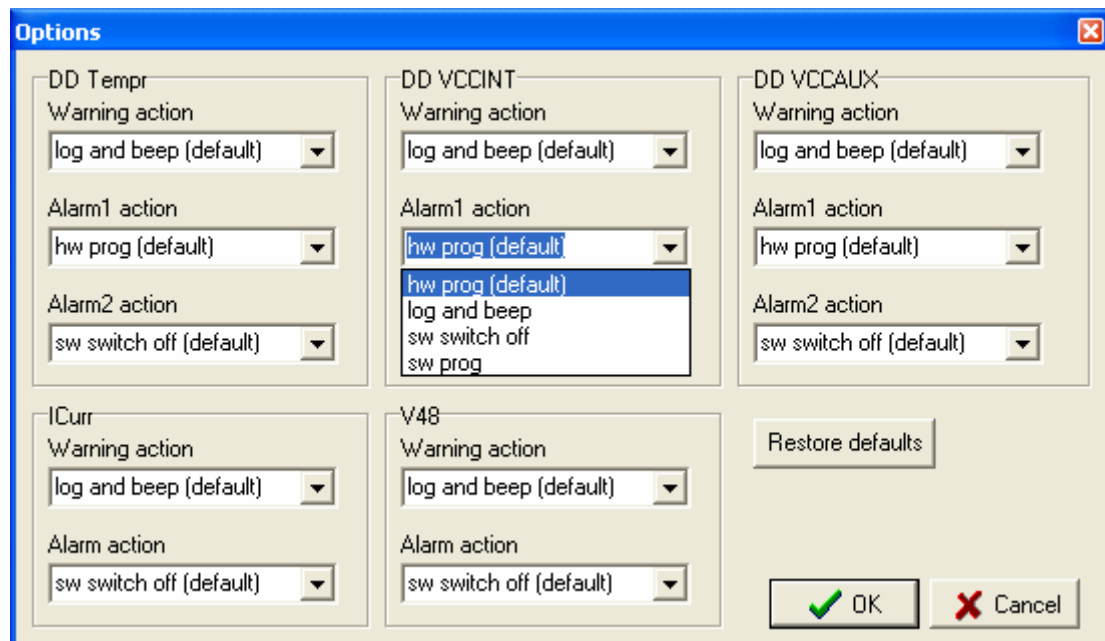 Options
DD Tempr
Warning action
log and beep (default)
Alarm1 action
hw prog (default)
Alarm2 action
sw switch off (default)
DD VCCINT
Warning action
log and beep (default)
Alarm1 action
hw prog (default)
hw prog (default)
log and beep
sw switch off
sw prog
DD VCCAUX
Warning action
log and beep (default)
Alarm1 action
hw prog (default)
Alarm2 action
sw switch off (default)
ICurr
Warning action
log and beep (default)
Alarm action
sw switch off (default)
V48
Warning action
log and beep (default)
Alarm action
sw switch off (default)
Restore defaults
OK
Cancel